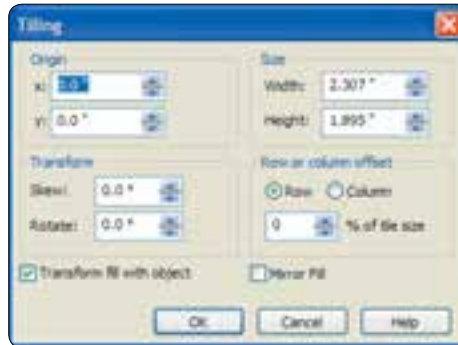 Tilling
Origin
x: 0.0 "
y: 0.0 "
Size
Width: 2.307 "
Height: 1.895 "
Transform
Skew: 0.0 °
Rotate: 0.0 °
Row or column offset
Row Column
0 % of tile size
Transform fill with object
Mirror Fill
OK Cancel Help